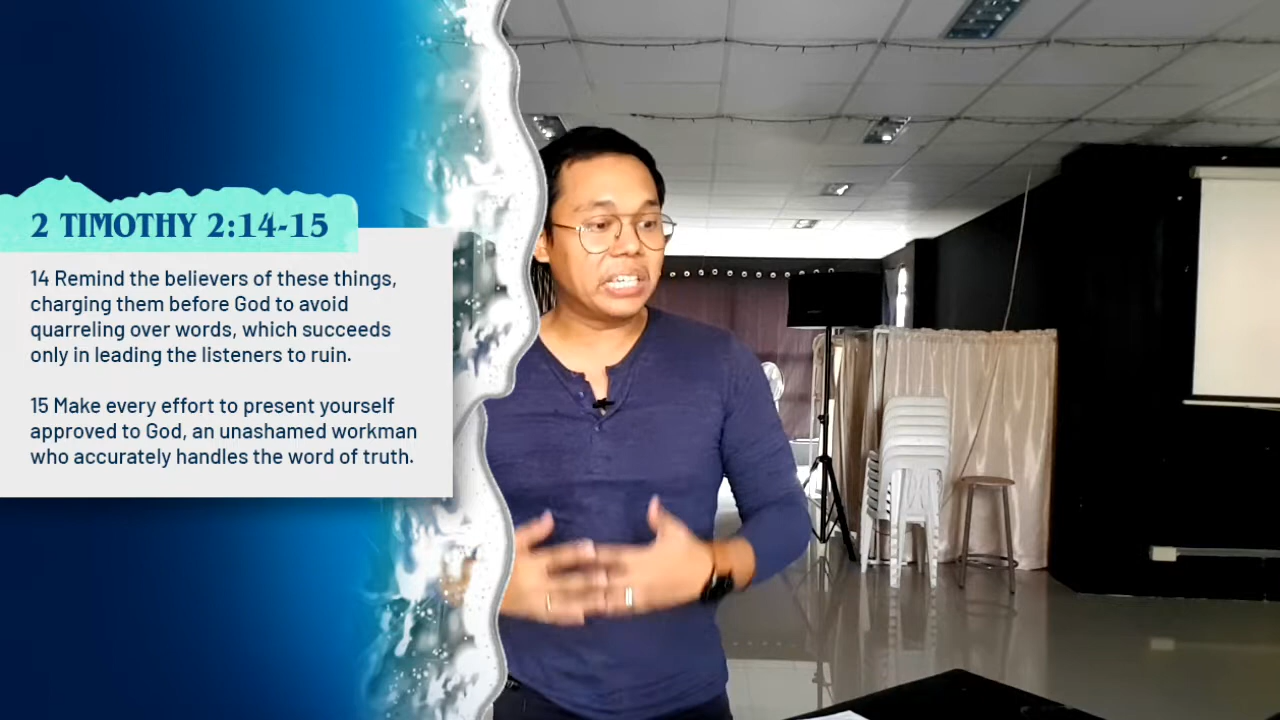 2 TIMOTHY 2:14-15
14 Remind the believers of these things,
charging them before God to avoid
quarreling over words, which succeeds
only in leading the listeners to ruin.
15 Make every effort to present yourself
approved to God, an unashamed workman
who accurately handles the word of truth.